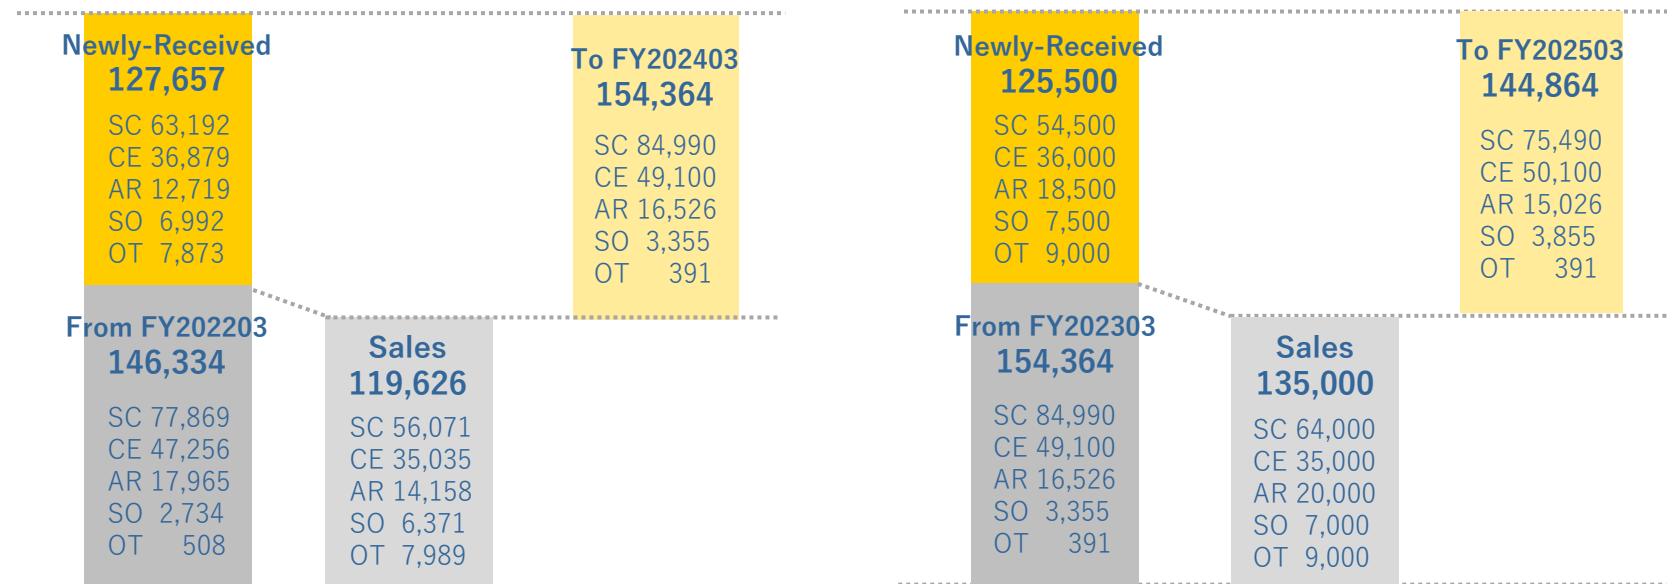 Newly-Received
127,657
SC 63,192
CE 36,879
AR 12,719
SO 6,992
OT 7,873
From FY202203
146,334
SC 77,869
CE 47,256
AR 17,965
SO 2,734
OT 508
Sales
119,626
SC 56,071
CE 35,035
AR 14,158
SO 6,371
OT 7,989
To FY202403
154,364
SC 84,990
CE 49,100
AR 16,526
SO 3,355
OT 391
Newly-Received
125,500
SC 54,500
CE 36,000
AR 18,500
SO 7,500
OT 9,000
From FY202303
154,364
SC 84,990
CE 49,100
AR 16,526
SO 3,355
OT 391
Sales
135,000
SC 64,000
CE 35,000
AR 20,000
SO 7,000
OT 9,000
To FY202503
144,864
SC 75,490
CE 50,100
AR 15,026
SO 3,855
OT 391